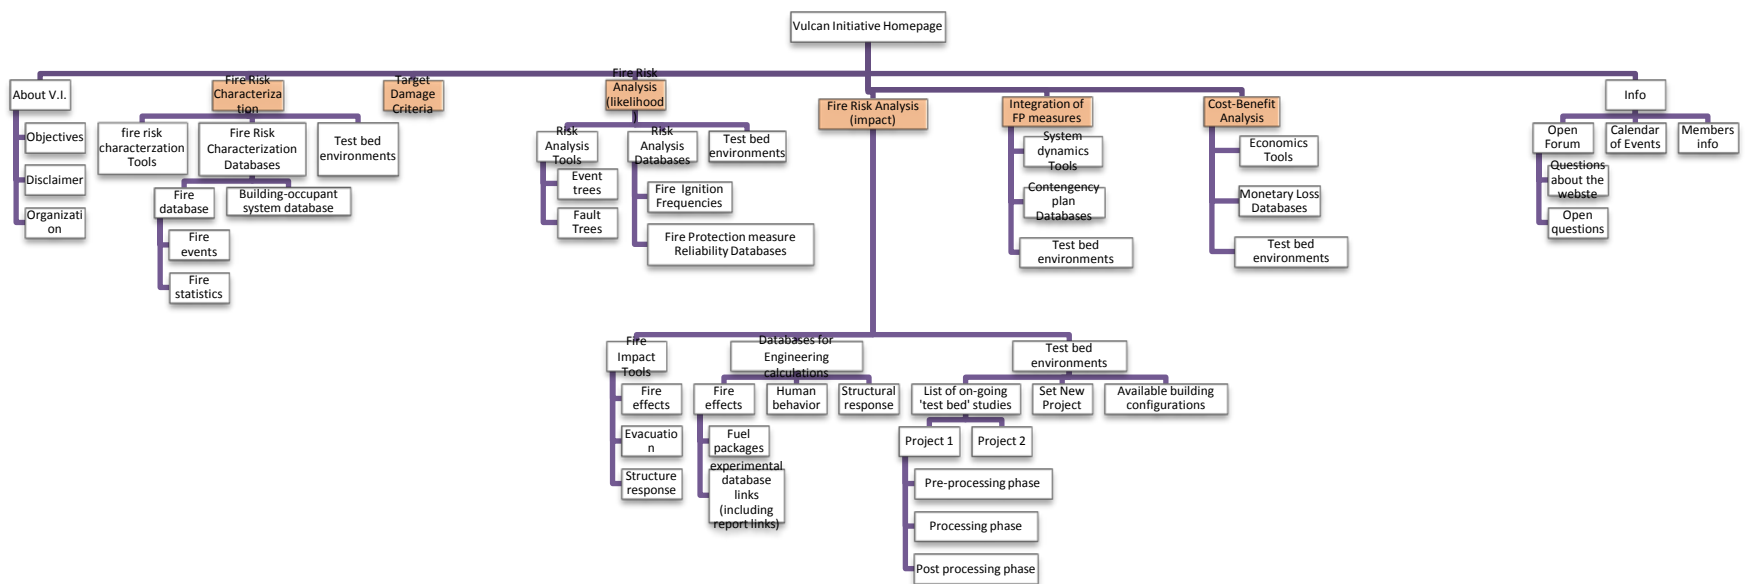 Vulcan Initiative Homepage
About V.I.
Objectives
Disclaimer
Organizati
on
Fire Risk
Characteriza
tion
fire risk
characterzation
Tools
Fire Risk
Characterization
Databases
Fire
database
Fire
events
Fire
statistics
Building-occupant
system database
Test bed
environments
Target
Damage
Criteria
Fire Risk
Analysis
(likelihood
)
Risk
Analysis
Tools
Event
trees
Fault
Trees
Risk
Analysis
Databases
Fire Ignition
Frequencies
Fire Protection measure
Reliability Databases
Test bed
environments
Fire Risk Analysis
(impact)
Fire
Impact
Tools
Fire
effects
Evacuatio
n
Structure
response
Databases for
Engineering
calculations
Fire
effects
Fuel
packages
experimental
database
links
(including
report links)
Human
behavior
Structural
response
Test bed
environments
List of on-going
'test bed' studies
Project 1
Pre-processing phase
Processing phase
Post processing phase
Project 2
Set New
Project
Available building
configurations
Integration of
FP measures
System
dynamics
Tools
Contengency
plan
Databases
Test bed
environments
Cost-Benefit
Analysis
Economics
Tools
Monetary Loss
Databases
Test bed
environments
Info
Open
Forum
Questions
about the
webste
Open
questions
Calendar
of Events
Members
info